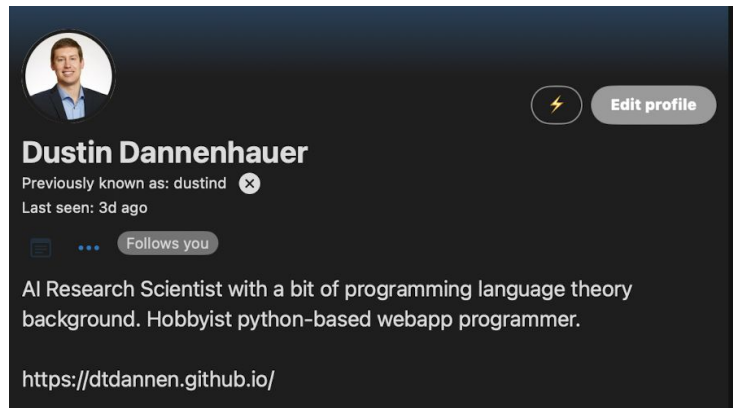 Edit profile
Dustin Dannenhauer
Previously known as: dustind
Last seen: 3d ago
Follows you
AI Research Scientist with a bit of programming language theory
background. Hobbyist python-based webapp programmer.
https://dtdannen.github.io/